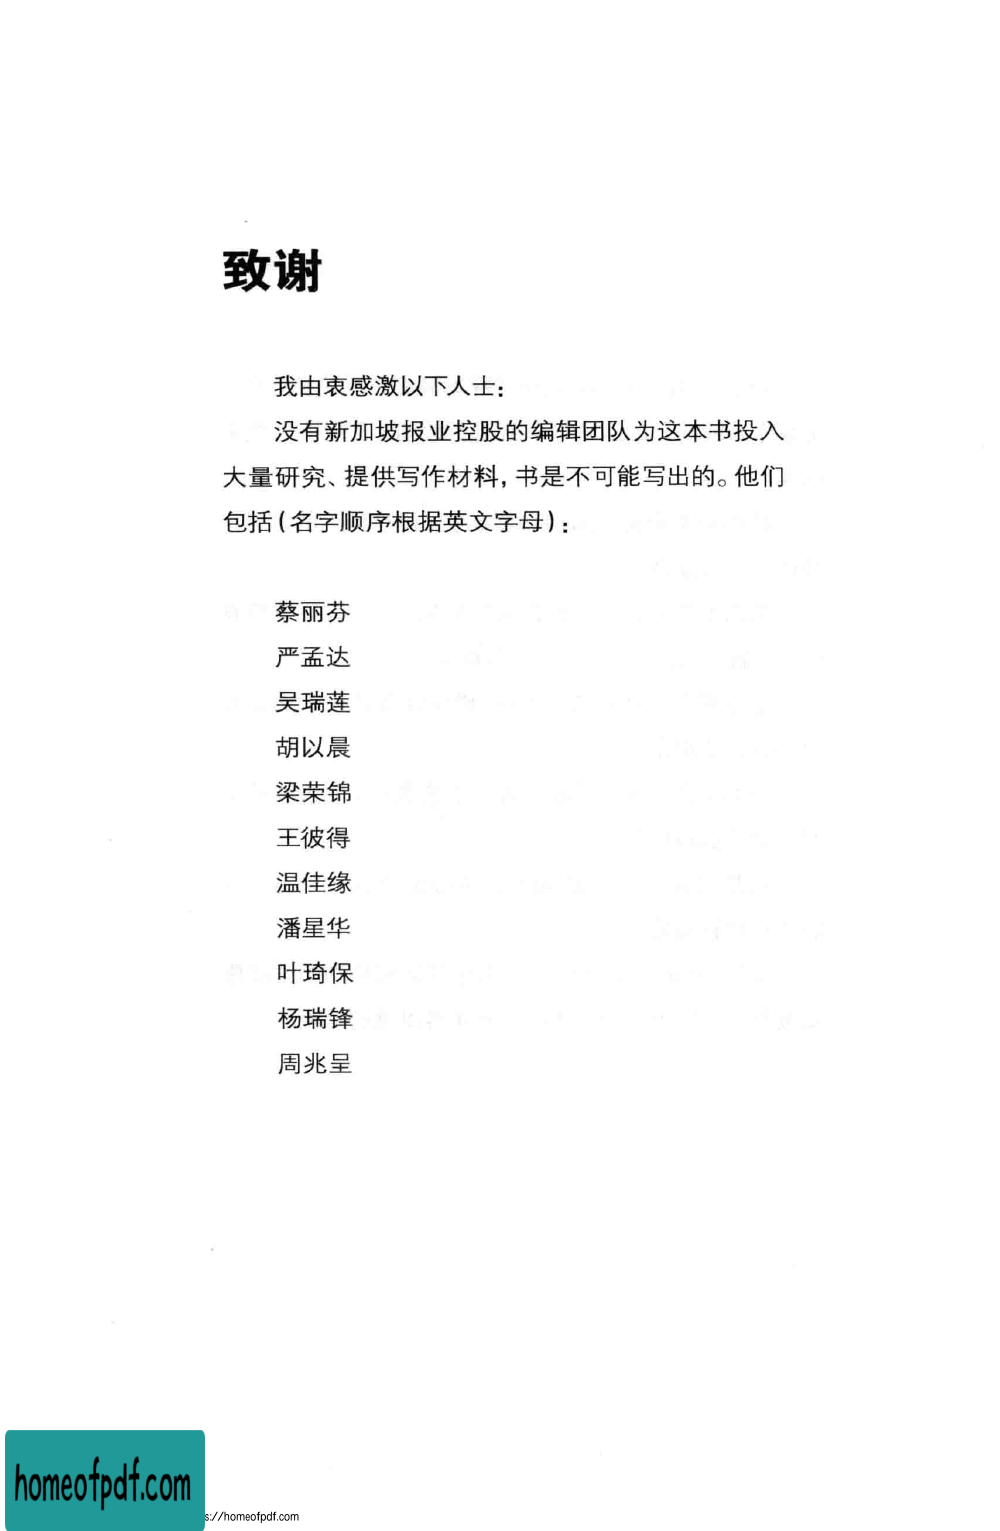 致谢
我由衷感激以下人士：
没有新加坡报业控股的编辑团队为这本书投入
大量研究、提供写作材料，书是不可能写出的。他们
包括（名字顺序根据英文字母）：
蔡丽芬
严孟达
吴瑞莲
胡以晨
梁荣锦
王彼得
温佳缘
潘星华
叶琦保
杨瑞锋
周兆呈
homeofpdf.com
s://homeofpdf.com